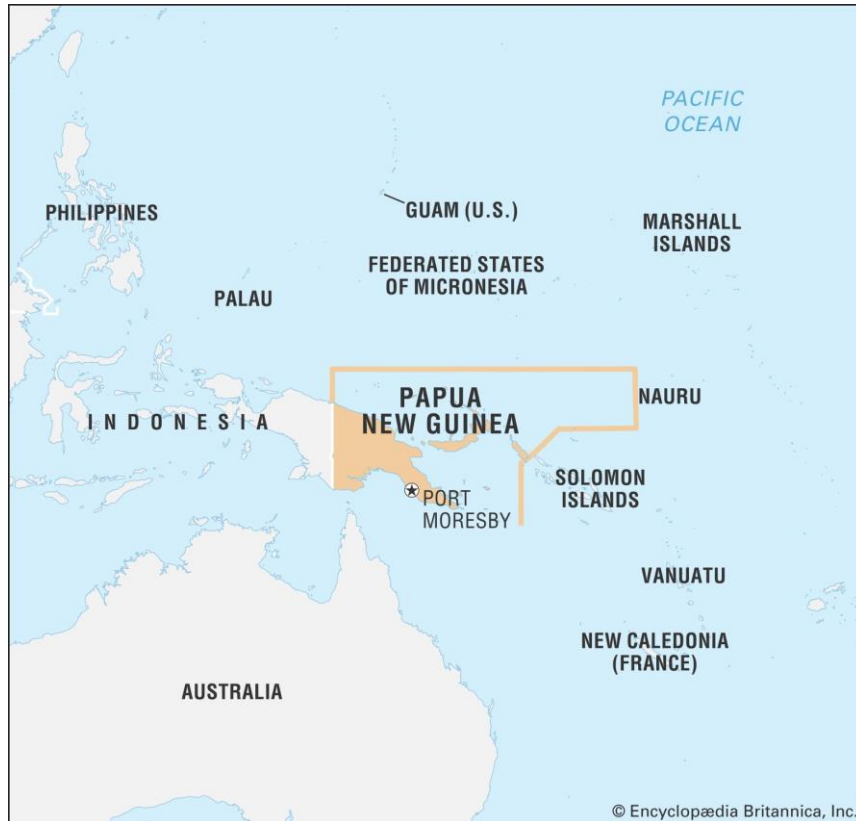 PACIFIC
OCEAN
PHILIPPINES
GUAM (U.S.)
MARSHALL
ISLANDS
FEDERATED STATES
OF MICRONESIA
PALAU
PAPUA
NEW GUINEA
NAURU
INDONESIA
SOLOMON
ISLANDS
PORT
MORESBY
VANUATU
NEW CALEDONIA
(FRANCE)
AUSTRALIA
© Encyclopædia Britannica, Inc.